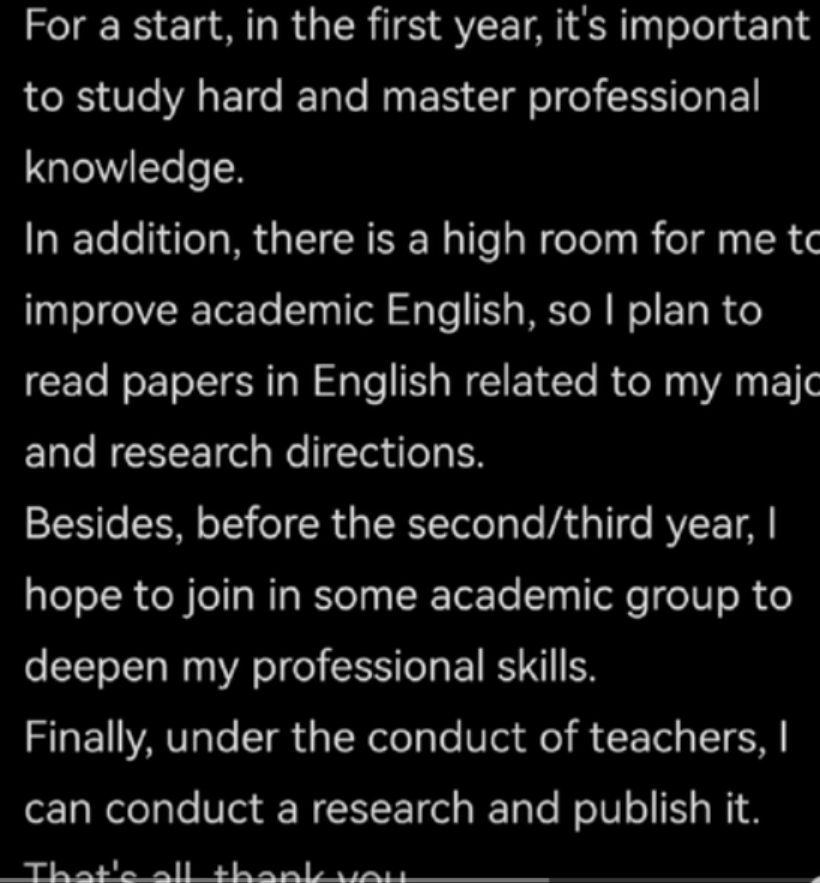 For a start, in the first year, it's important
to study hard and master professional
knowledge.
In addition, there is a high room for me to
improve academic English, so I plan to
read papers in English related to my majo
and research directions.
Besides, before the second/third year, I
hope to join in some academic group to
deepen my professional skills.
Finally, under the conduct of teachers, I
can conduct a research and publish it.
That's all, thank you